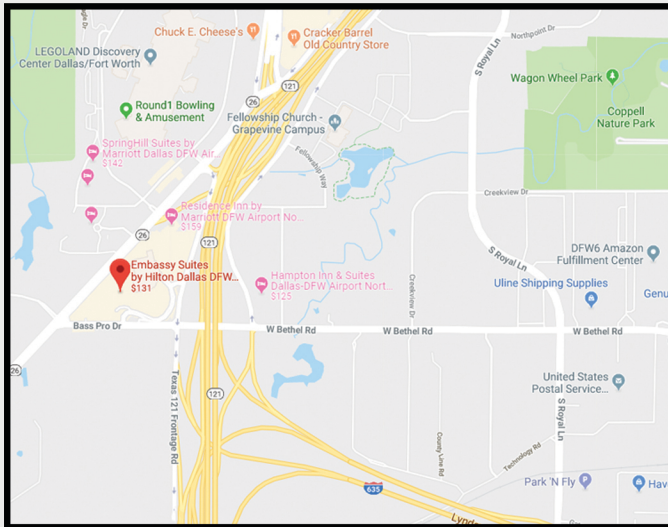 Chuck E. Cheese's
Cracker Barrel
Old Country Store
Northpoint Dr
S Royal Ln
LEGOLAND Discovery
Center Dallas/Fort Worth
121
26
Wagon Wheel Park
Coppell
Nature Park
Round1 Bowling
& Amusement
Fellowship Church -
Grapevine Campus
SpringHill Suites by
Marriott Dallas DFW Air...
$142
Fellowship Way
Creekview Dr
Residence Inn by
Marriott DFW Airport No...
$159
26
121
S Royal Ln
DFW6 Amazon
Fulfillment Center
Embassy Suites
by Hilton Dallas DFW...
$131
Hampton Inn & Suites
Dallas-DFW Airport Nort...
$125
Creekview Dr
Uline Shipping Supplies
Genu
Bass Pro Dr
W Bethel Rd
W Bethel Rd
W Bethel Rd
26
121
Texas 121 Frontage Rd
United States
Postal Service...
S Royal Ln
County Line Rd
Technology Rd
635
Park 'N Fly
Have
Lynd